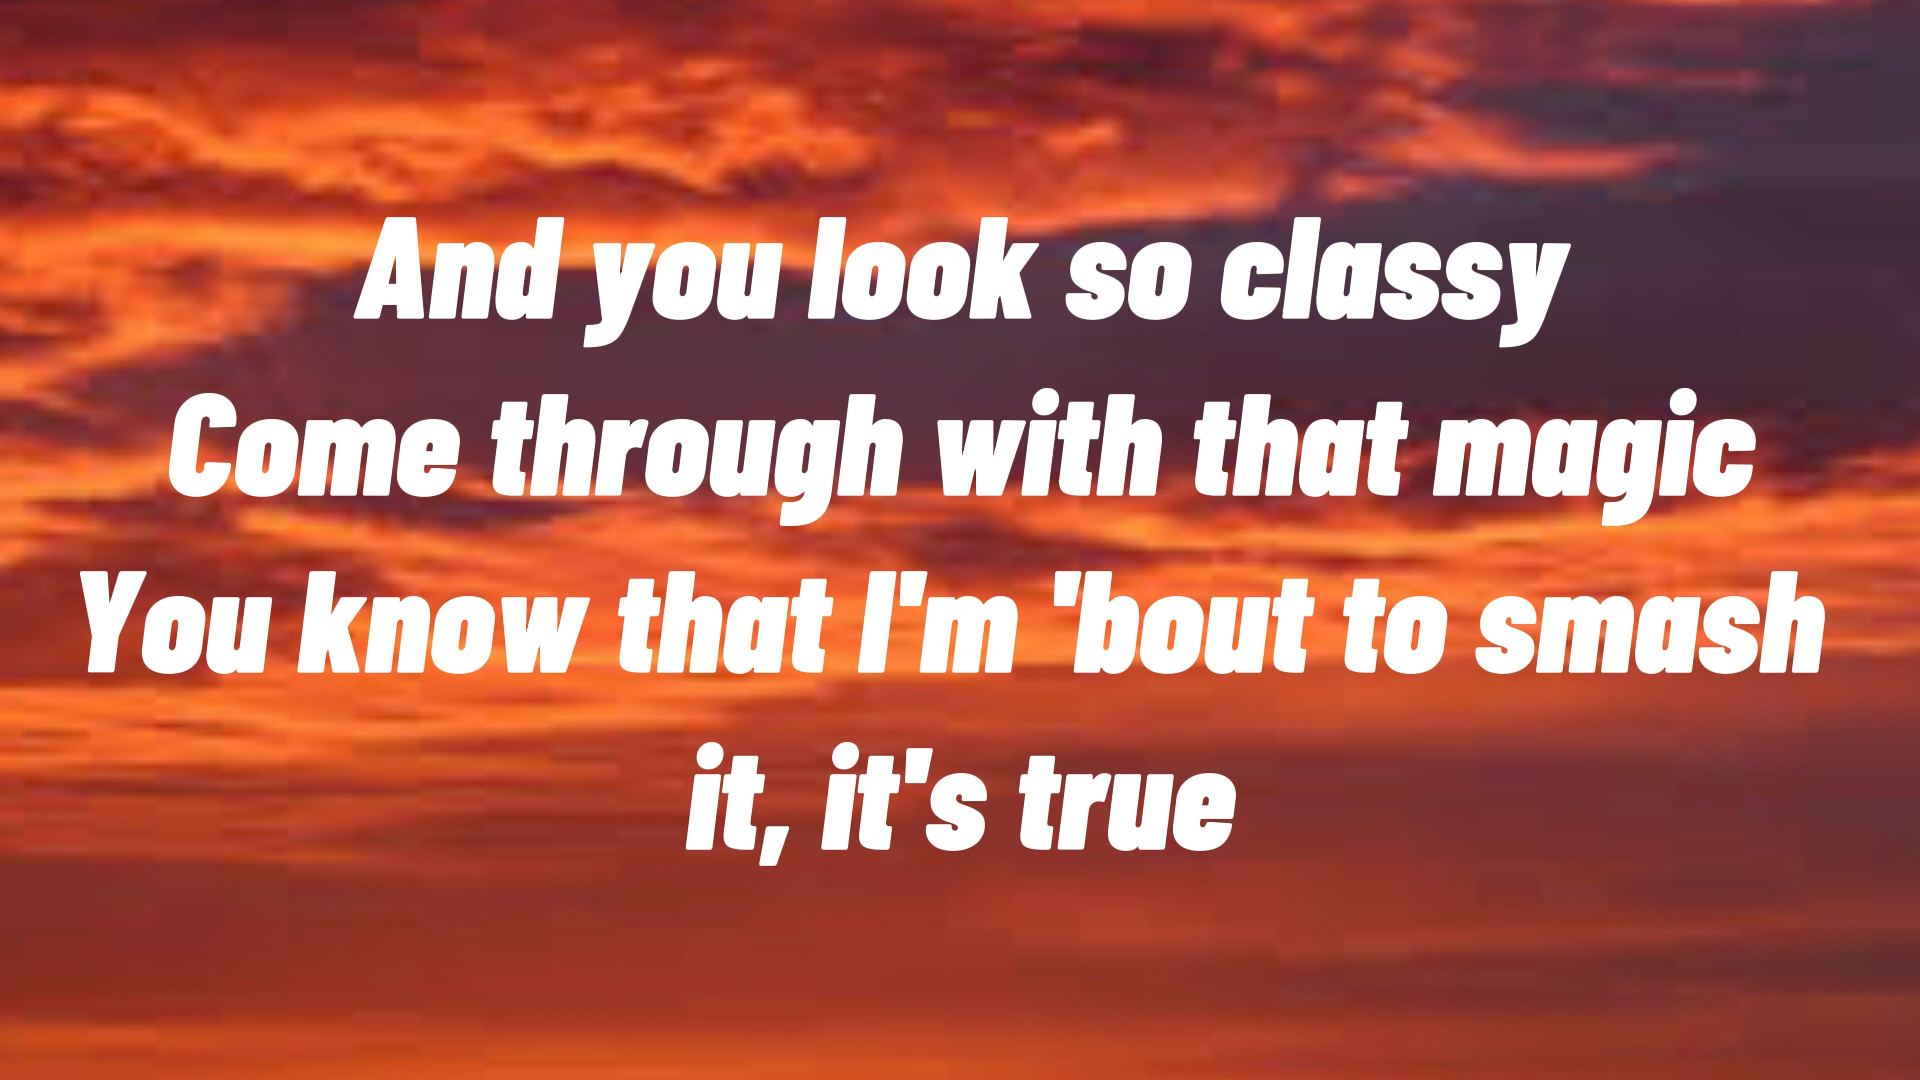 And you look so classy
Come through with that magic
You know that I'm 'bout to smash
it, it's true